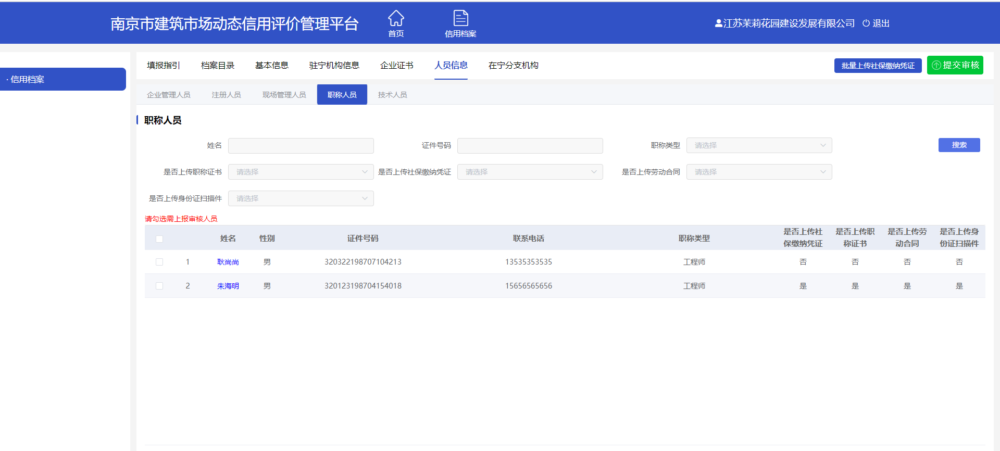 南京市建筑市场动态信用评价管理平台
首页
信用档案
江苏茉莉花园建设发展有限公司 退出
· 信用档案
填报指引 档案目录 基本信息 驻宁机构信息 企业证书 人员信息 在宁分支机构
批量上传社保缴纳凭证 提交审核
企业管理人员 注册人员 现场管理人员 职称人员 技术人员
职称人员
姓名 证件号码 职称类型 请选择 搜索
是否上传职称证书 请选择 是否上传社保缴纳凭证 请选择 是否上传劳动合同 请选择
是否上传身份证扫描件 请选择
请勾选需上报审核人员
姓名 性别 证件号码 联系电话 职称类型 是否上传社保缴纳凭证 是否上传职称证书 是否上传劳动合同 是否上传身份证扫描件
1 耿尚尚 男 320322198707104213 13535353535 工程师 否 否 否 否
2 朱海明 男 320123198704154018 15656565656 工程师 是 是 是 是